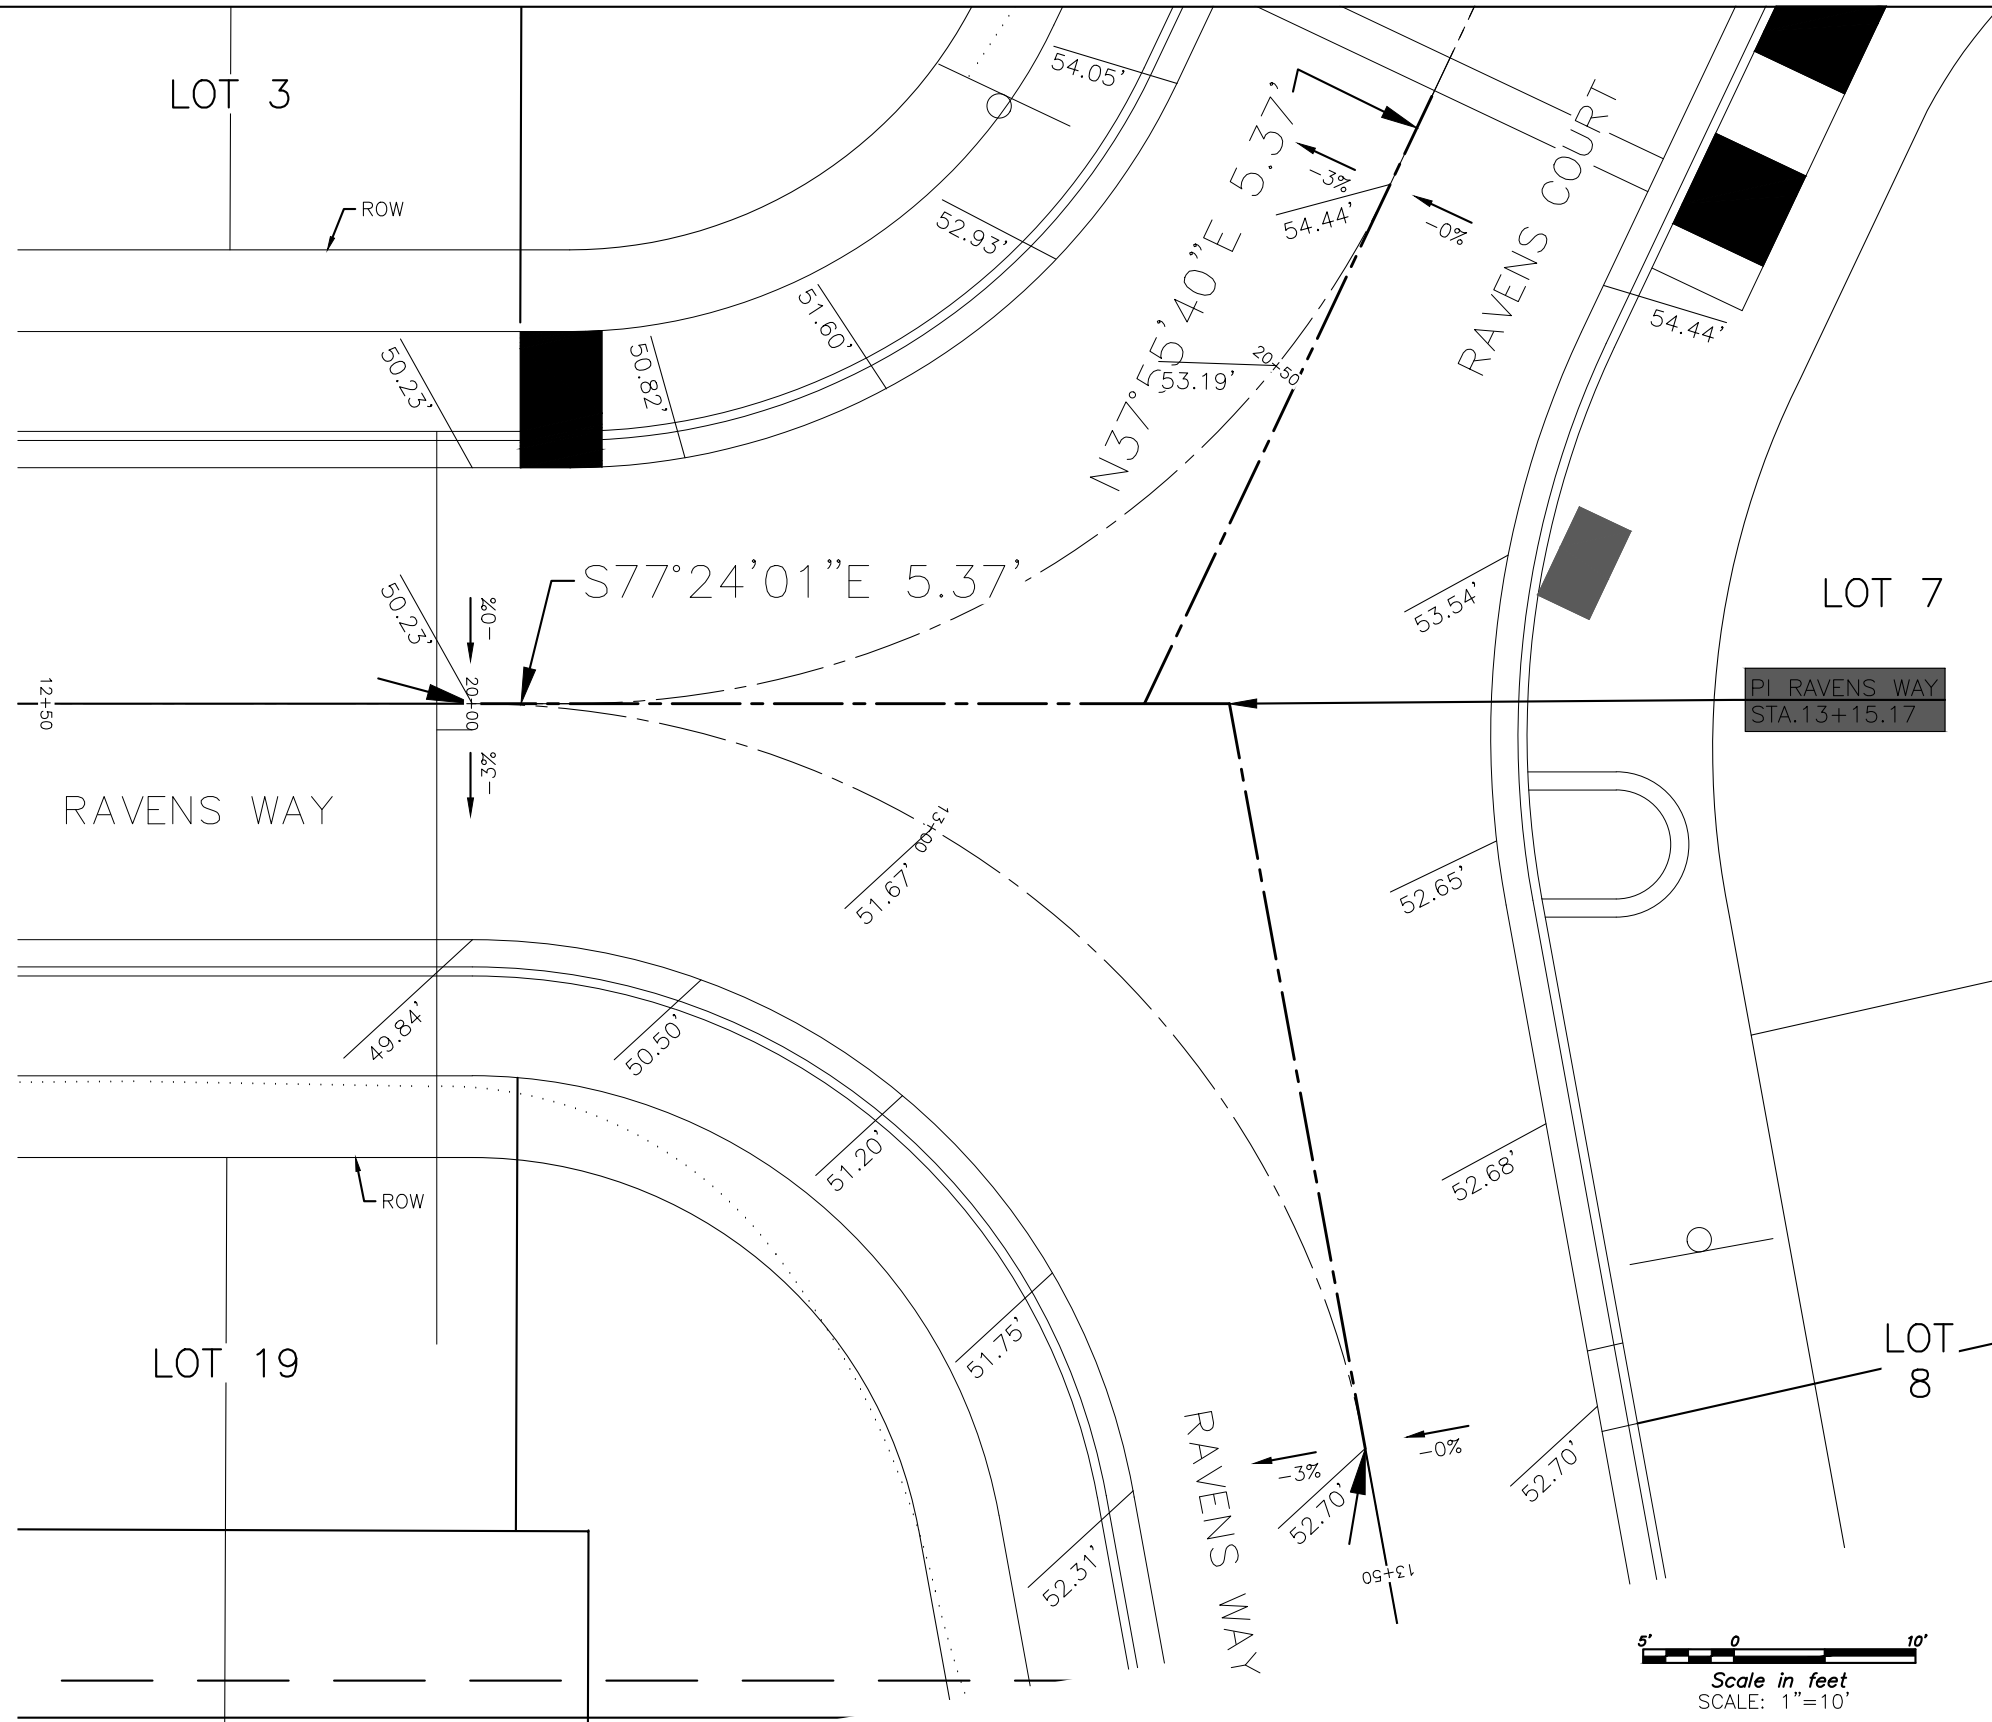 LOT 3
54.05'
N37°55'40"E 5.37'
RAVENS COURT
-3%
54.44'
-0%
ROW
52.93'
51.60'
54.44'
50.23'
50.82'
20+50
53.19'
S77°24'01"E 5.37'
50.23'
-0%
53.54'
LOT 7
12+50
20+00
PI RAVENS WAY
STA.13+15.17
-3%
RAVENS WAY
13+00
51.67'
52.65'
49.84'
50.50'
51.20'
52.68'
ROW
LOT 19
51.75'
LOT
8
RAVENS WAY
-0%
-3%
52.70'
52.70'
52.31'
13+50
5' 0 10'
Scale in feet
SCALE: 1"=10'